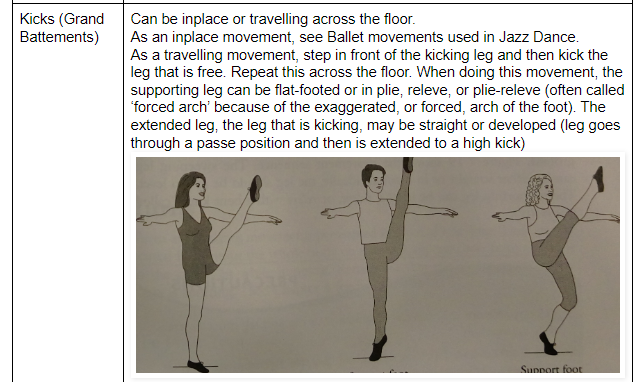 Kicks (Grand
Battements)
Can be inplace or travelling across the floor.
As an inplace movement, see Ballet movements used in Jazz Dance.
As a travelling movement, step in front of the kicking leg and then kick the
leg that is free. Repeat this across the floor. When doing this movement, the
supporting leg can be flat-footed or in plie, releve, or plie-releve (often called
‘forced arch’ because of the exaggerated, or forced, arch of the foot). The
extended leg, the leg that is kicking, may be straight or developed (leg goes
through a passe position and then is extended to a high kick)
Support foot